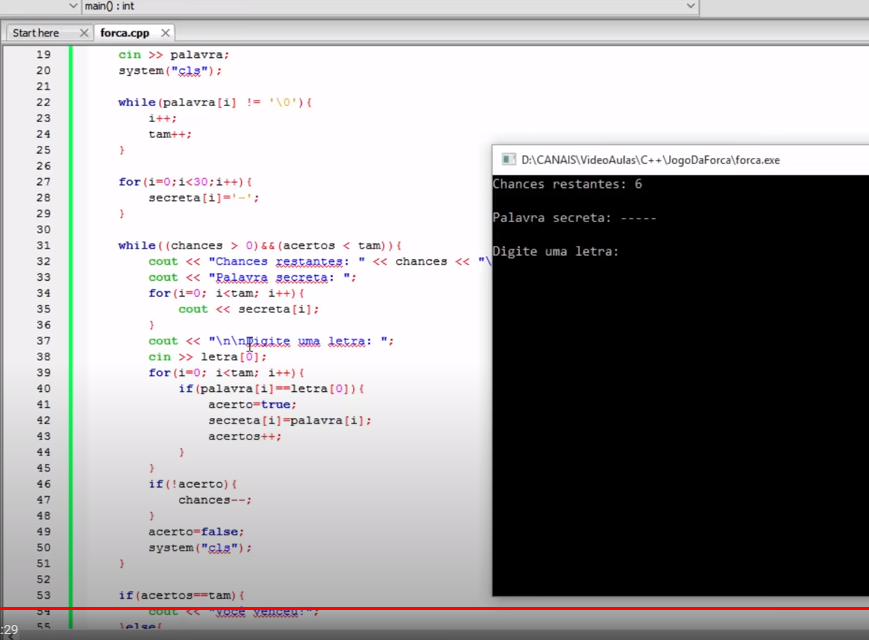 main() : int
Start here forca.cpp
19 cin >> palavra;
20 system("cls");
21
22 while(palavra[i] != '\0'){
23 i++;
24 tam++;
25 }
26
27 for(i=0;i<30;i++){
28 secreta[i]='-';
29 }
30
31 while((chances > 0)&&(acertos < tam)){
32 cout << "Chances restantes: " << chances << "\
33 cout << "Palavra secreta: ";
34 for(i=0; i<tam; i++){
35 cout << secreta[i];
36 }
37 cout << "\n\nDigite uma letra: ";
38 cin >> letra[0];
39 for(i=0; i<tam; i++){
40 if(palavra[i]==letra[0]){
41 acerto=true;
42 secreta[i]=palavra[i];
43 acertos++;
44 }
45 }
46 if(!acerto){
47 chances--;
48 }
49 acerto=false;
50 system("cls");
51 }
52
53 if(acertos==tam){
54 cout << "Voce venceu!";
55 }else{
:29
D:\CANAIS\VideoAulas\C++\JogoDaForca\forca.exe
Chances restantes: 6
Palavra secreta: -----
Digite uma letra: